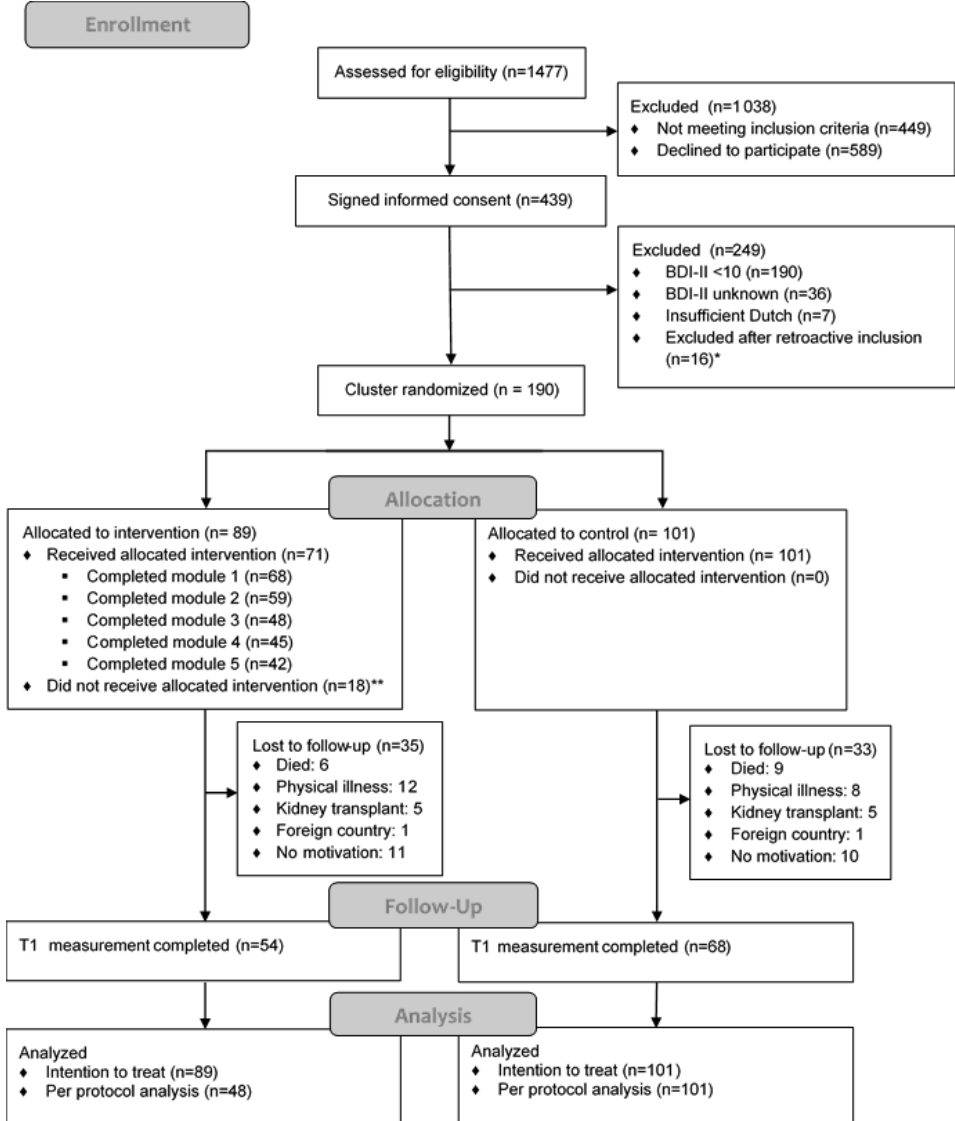 Enrollment
Assessed for eligibility (n=1477)
Excluded (n=1038)
♦ Not meeting inclusion criteria (n=449)
♦ Declined to participate (n=589)
Signed informed consent (n=439)
Excluded (n=249)
♦ BDI-II <10 (n=190)
♦ BDI-II unknown (n=36)
♦ Insufficient Dutch (n=7)
♦ Excluded after retroactive inclusion
(n=16)*
Cluster randomized (n = 190)
Allocation
Allocated to intervention (n= 89)
♦ Received allocated intervention (n=71)
▪ Completed module 1 (n=68)
▪ Completed module 2 (n=59)
▪ Completed module 3 (n=48)
▪ Completed module 4 (n=45)
▪ Completed module 5 (n=42)
♦ Did not receive allocated intervention (n=18)**
Allocated to control (n= 101)
♦ Received allocated intervention (n= 101)
♦ Did not receive allocated intervention (n=0)
Lost to follow-up (n=35)
♦ Died: 6
♦ Physical illness: 12
♦ Kidney transplant: 5
♦ Foreign country: 1
♦ No motivation: 11
Lost to follow-up (n=33)
♦ Died: 9
♦ Physical illness: 8
♦ Kidney transplant: 5
♦ Foreign country: 1
♦ No motivation: 10
Follow-Up
T1 measurement completed (n=54)
T1 measurement completed (n=68)
Analysis
Analyzed
♦ Intention to treat (n=89)
♦ Per protocol analysis (n=48)
Analyzed
♦ Intention to treat (n=101)
♦ Per protocol analysis (n=101)